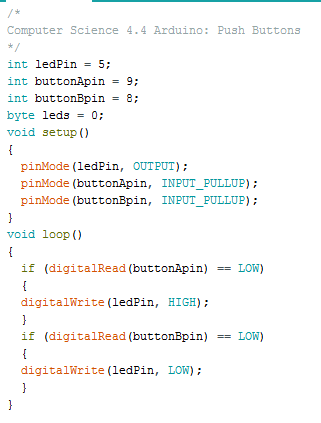 /*
Computer Science 4.4 Arduino: Push Buttons
*/
int ledPin = 5;
int buttonApin = 9;
int buttonBpin = 8;
byte leds = 0;
void setup()
{
  pinMode(ledPin, OUTPUT);
  pinMode(buttonApin, INPUT_PULLUP);
  pinMode(buttonBpin, INPUT_PULLUP);
}
void loop()
{
  if (digitalRead(buttonApin) == LOW)
  {
  digitalWrite(ledPin, HIGH);
  }
  if (digitalRead(buttonBpin) == LOW)
  {
  digitalWrite(ledPin, LOW);
  }
}